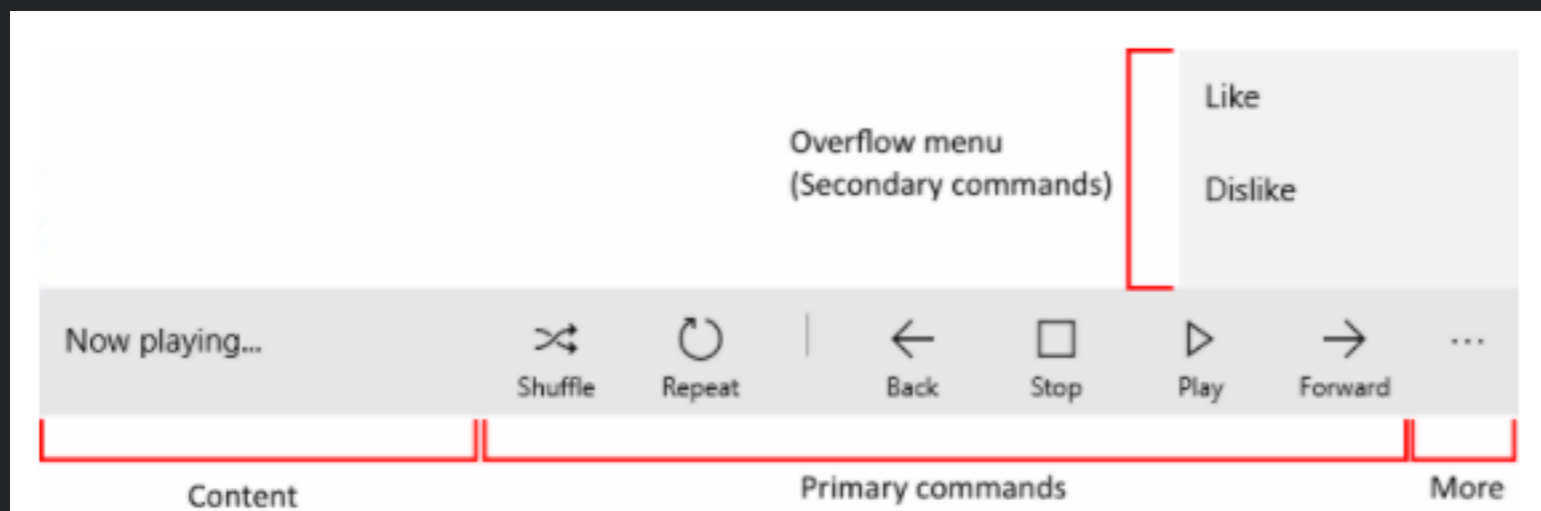 Like
Overflow menu
(Secondary commands)
Dislike
Now playing...
Shuffle
Repeat
Back
Stop
Play
Forward
...
Content
Primary commands
More